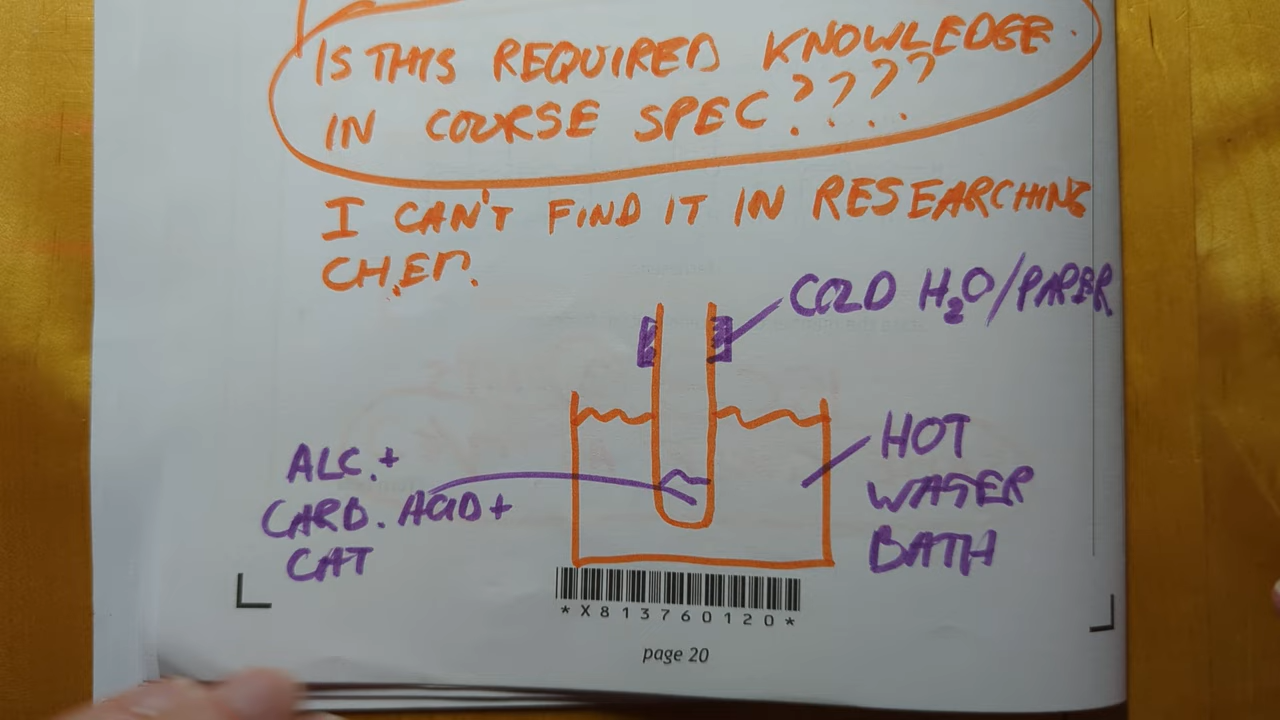 IS THIS REQUIRED KNOWLEDGE
IN COURSE SPEC????
I CAN'T FIND IT IN RESEARCHING
CHEM.
COLD H₂O/PAPER
ALC. +
CARB. ACID +
CAT
HOT
WATER
BATH
*X813760120*
page 20